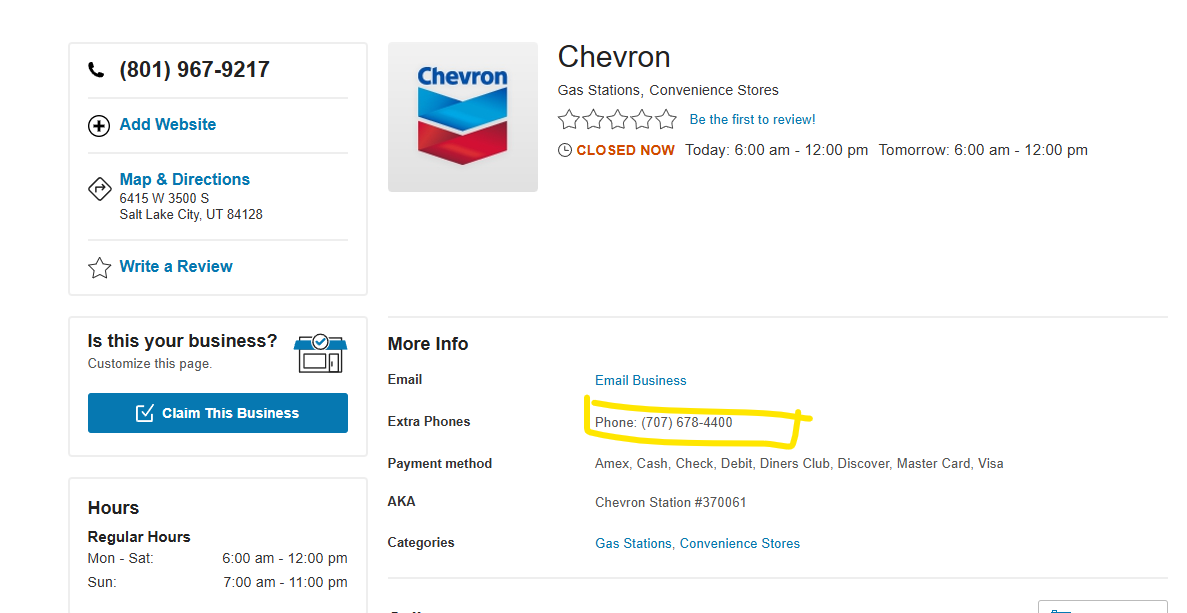 (801) 967-9217
Add Website
Map & Directions
6415 W 3500 S
Salt Lake City, UT 84128
Write a Review
Is this your business?
Customize this page.
Claim This Business
Hours
Regular Hours
Mon - Sat: 6:00 am - 12:00 pm
Sun: 7:00 am - 11:00 pm
Chevron
Chevron
Gas Stations, Convenience Stores
Be the first to review!
CLOSED NOW Today: 6:00 am - 12:00 pm Tomorrow: 6:00 am - 12:00 pm
More Info
Email Email Business
Extra Phones Phone: (707) 678-4400
Payment method Amex, Cash, Check, Debit, Diners Club, Discover, Master Card, Visa
AKA Chevron Station #370061
Categories Gas Stations, Convenience Stores